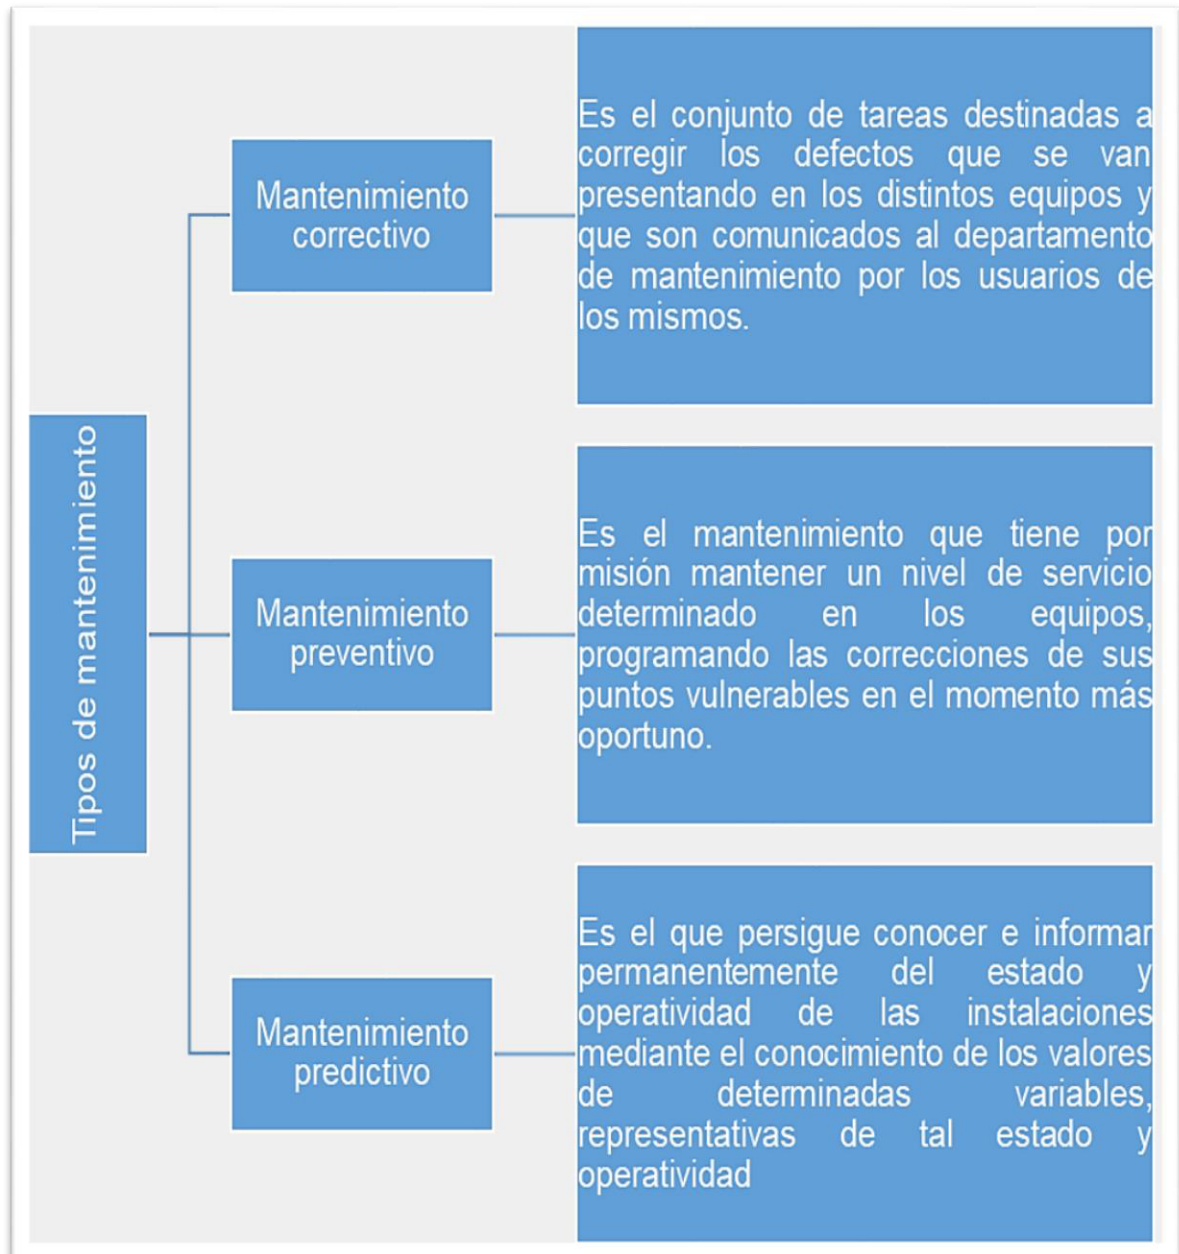 Tipos de mantenimiento
Mantenimiento
correctivo
Es el conjunto de tareas destinadas a
corregir los defectos que se van
presentando en los distintos equipos y
que son comunicados al departamento
de mantenimiento por los usuarios de
los mismos.
Mantenimiento
preventivo
Es el mantenimiento que tiene por
misión mantener un nivel de servicio
determinado en los equipos,
programando las correcciones de sus
puntos vulnerables en el momento más
oportuno.
Mantenimiento
predictivo
Es el que persigue conocer e informar
permanentemente del estado y
operatividad de las instalaciones
mediante el conocimiento de los valores
de determinadas variables,
representativas de tal estado y
operatividad